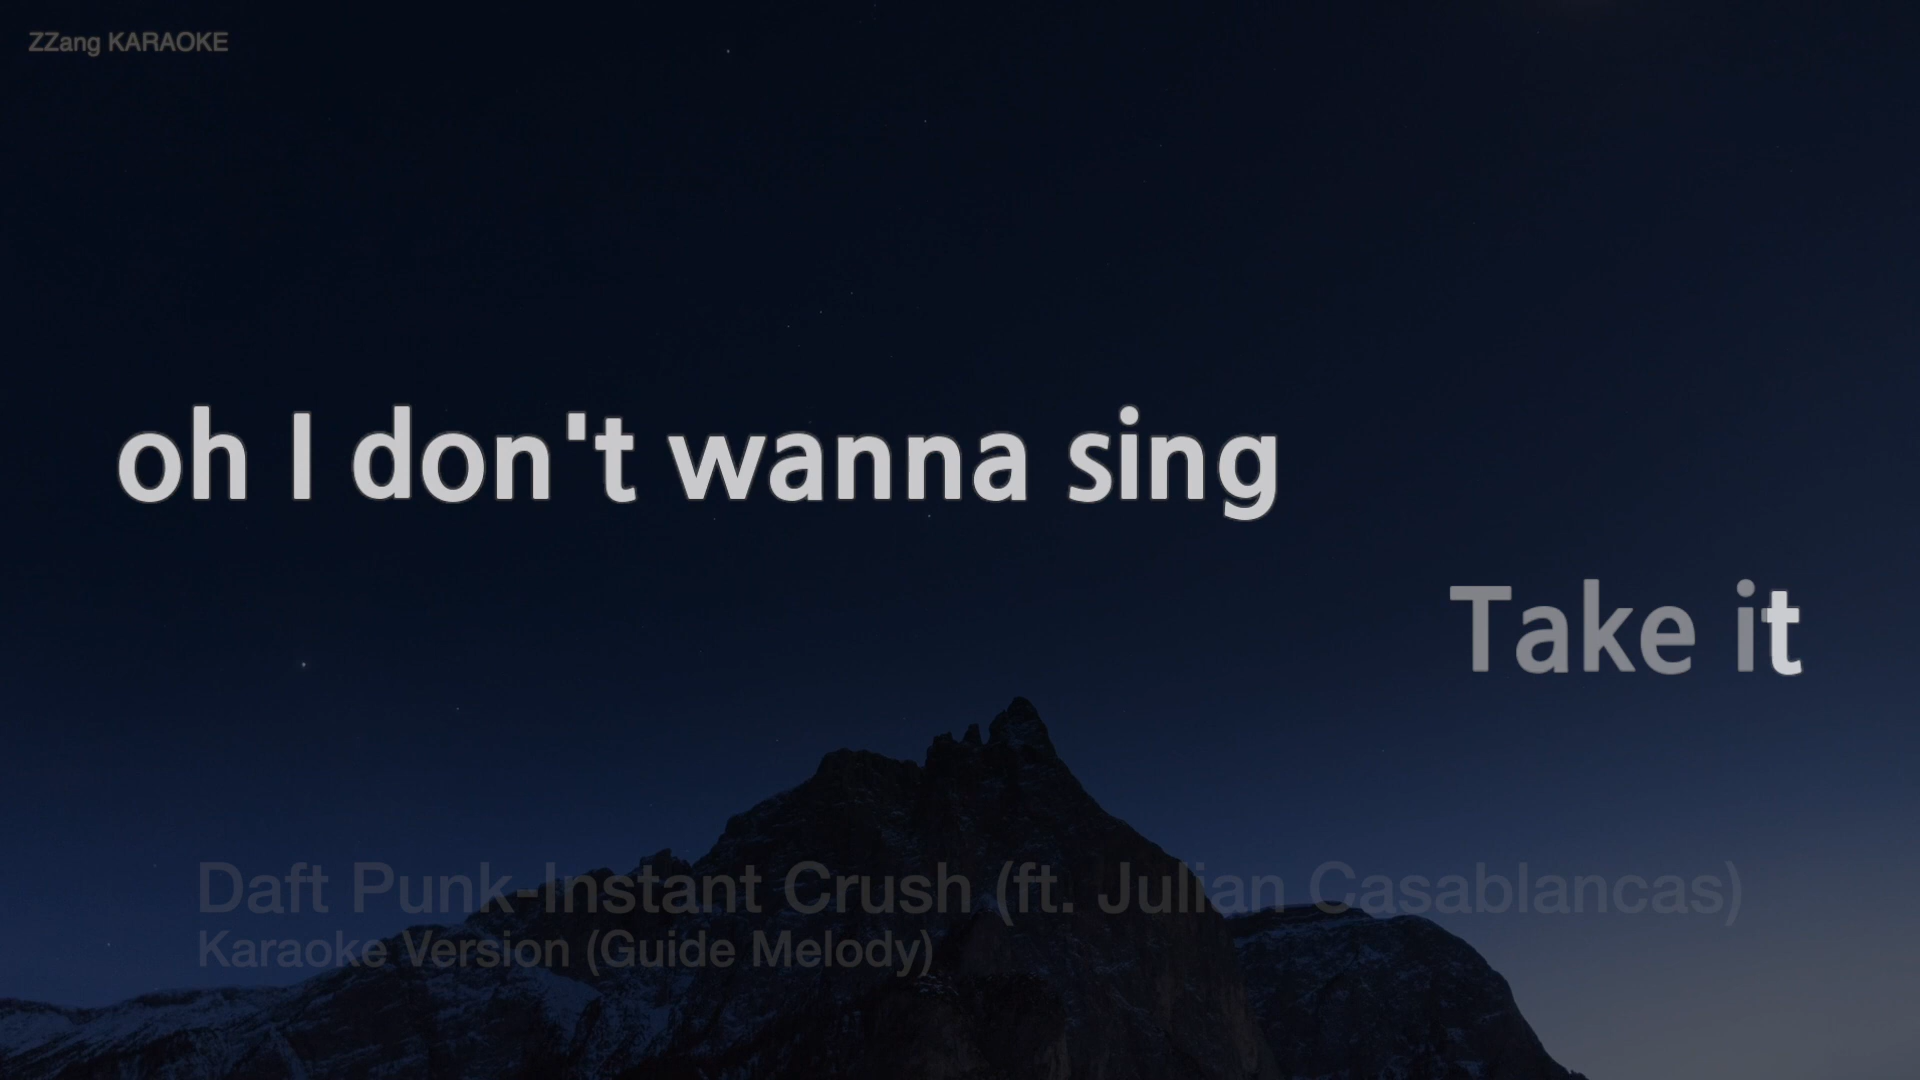 ZZang KARAOKE
oh I don't wanna sing
Take it
Daft Punk-Instant Crush (ft. Julian Casablancas)
Karaoke Version (Guide Melody)